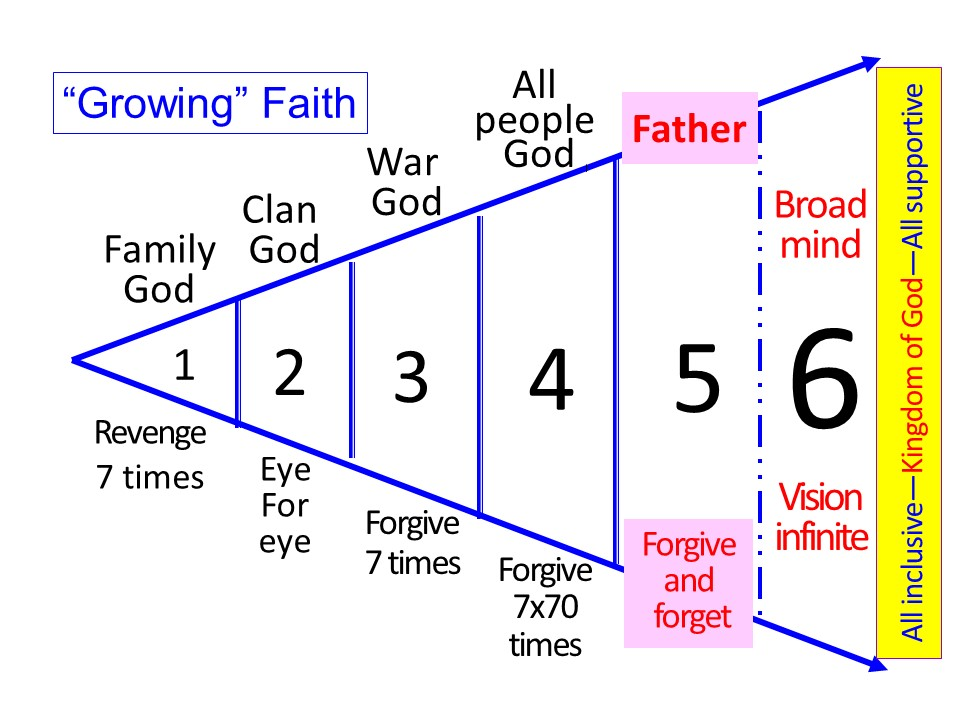 “Growing” Faith
Family
God
Clan
God
War
God
All
people
God
Father
Broad
mind
1
2
3
4
5
6
Revenge
7 times
Eye
For
eye
Forgive
7 times
Forgive
7x70
times
Forgive
and
forget
Vision
infinite
All inclusive—Kingdom of God—All supportive